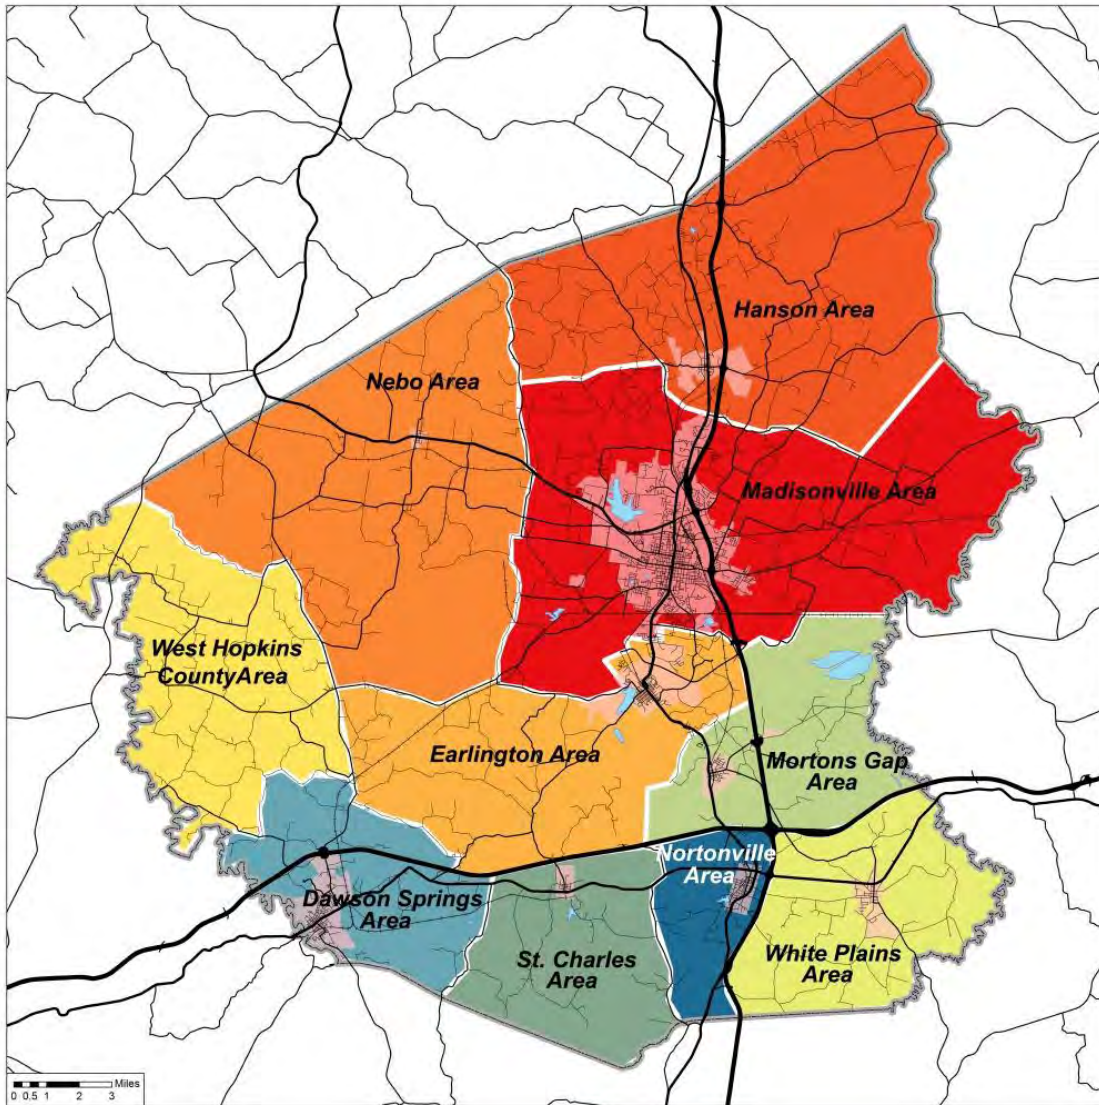 Hanson Area
Nebo Area
Madisonville Area
West Hopkins
CountyArea
Earlington Area
Mortons Gap
Area
Nortonville
Area
Dawson Springs
Area
St. Charles
Area
White Plains
Area
Miles
0 0.5 1 2 3